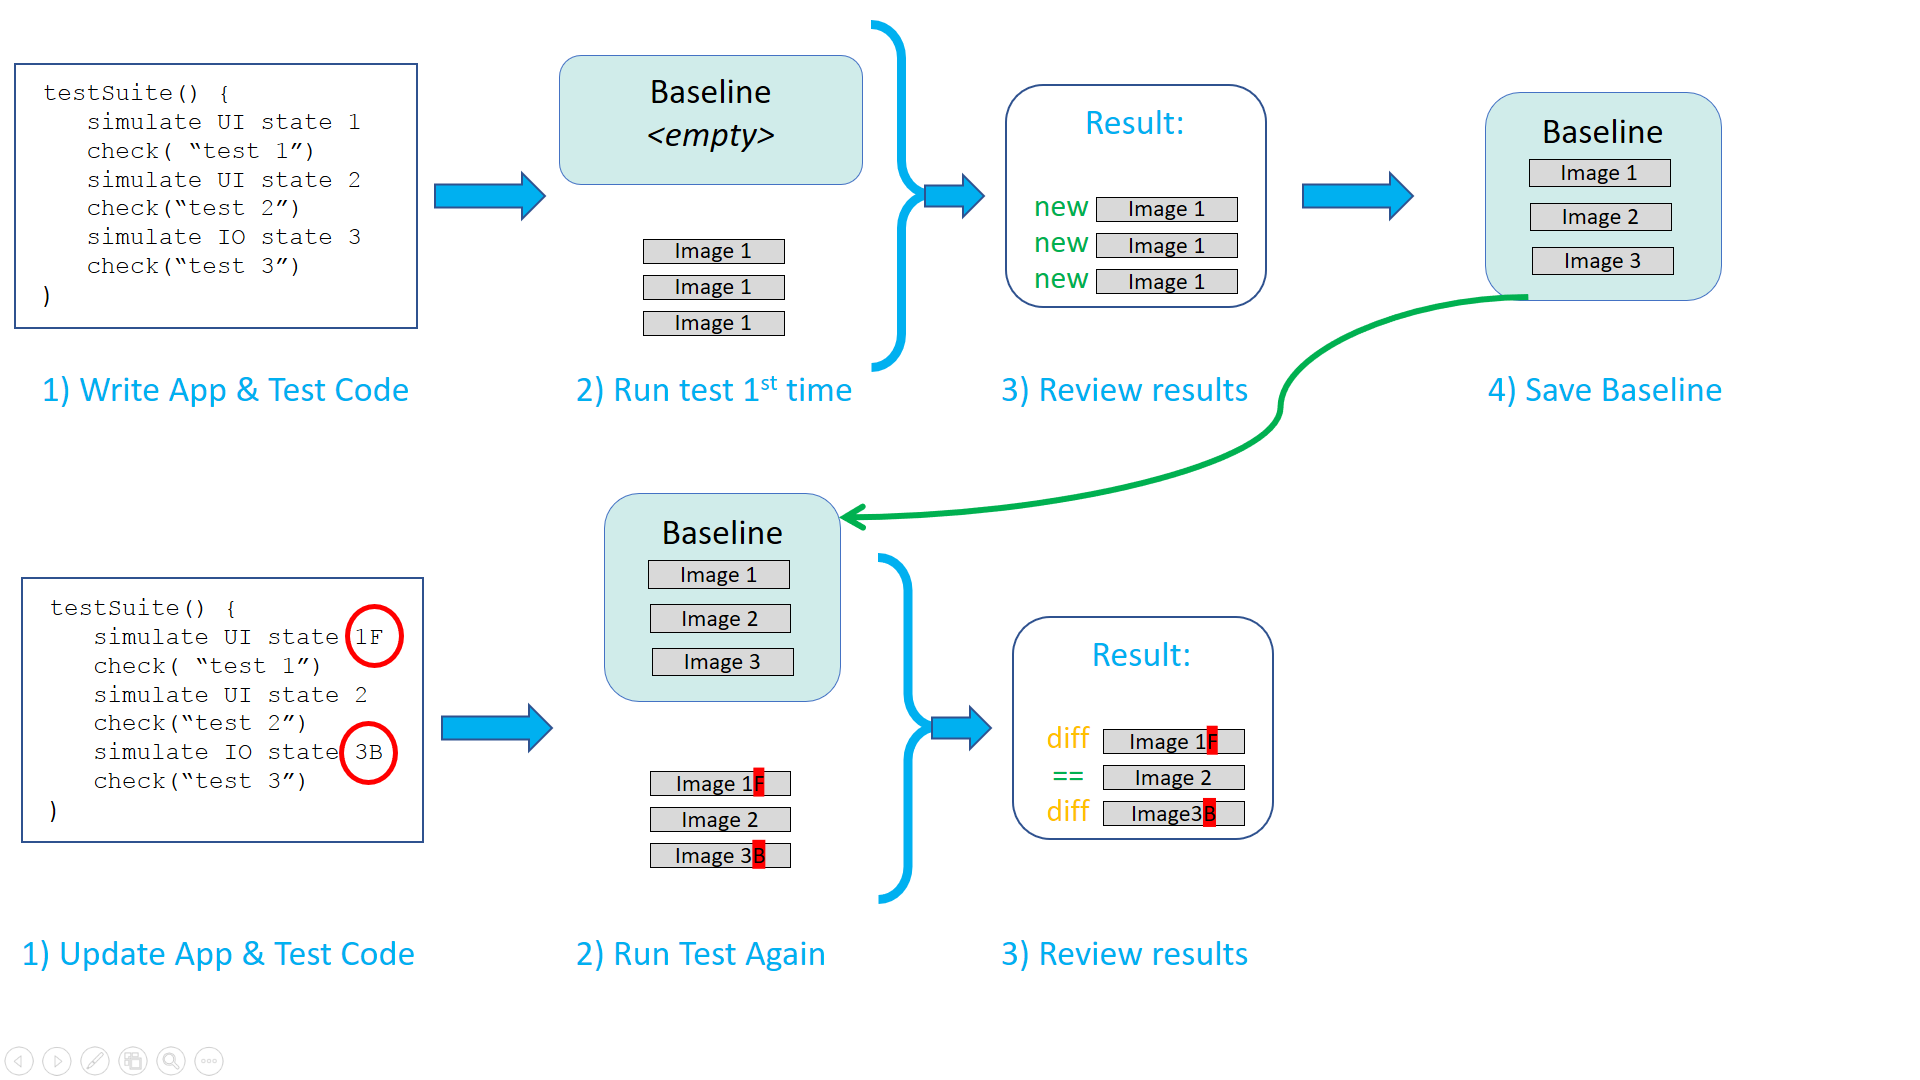 testSuite() {
simulate UI state 1
check( “test 1”)
simulate UI state 2
check(“test 2”)
simulate IO state 3
check(“test 3”)
)
1) Write App & Test Code
Baseline
<empty>
Image 1
Image 1
Image 1
2) Run test 1st time
Result:
new Image 1
new Image 1
new Image 1
3) Review results
Baseline
Image 1
Image 2
Image 3
4) Save Baseline
testSuite() {
simulate UI state 1F
check( “test 1”)
simulate UI state 2
check(“test 2”)
simulate IO state 3B
check(“test 3”)
)
1) Update App & Test Code
Baseline
Image 1
Image 2
Image 3
Image 1F
Image 2
Image 3B
2) Run Test Again
Result:
diff Image 1F
== Image 2
diff Image3B
3) Review results